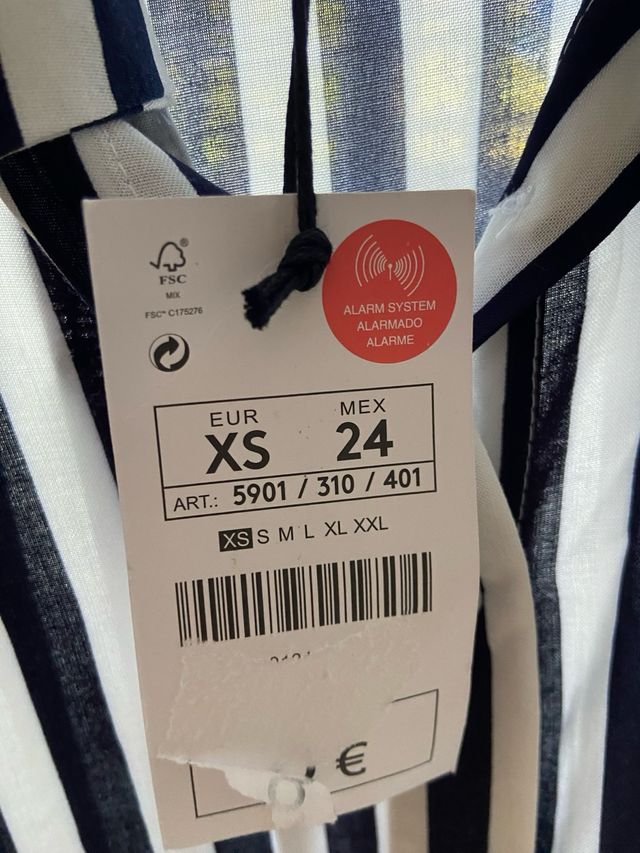 FSC®
MIX
FSC™ C175276
ALARM SYSTEM
ALARMADO
ALARME
EUR MEX
XS 24
ART.: 5901 / 310 / 401
XS S M L XL XXL
€